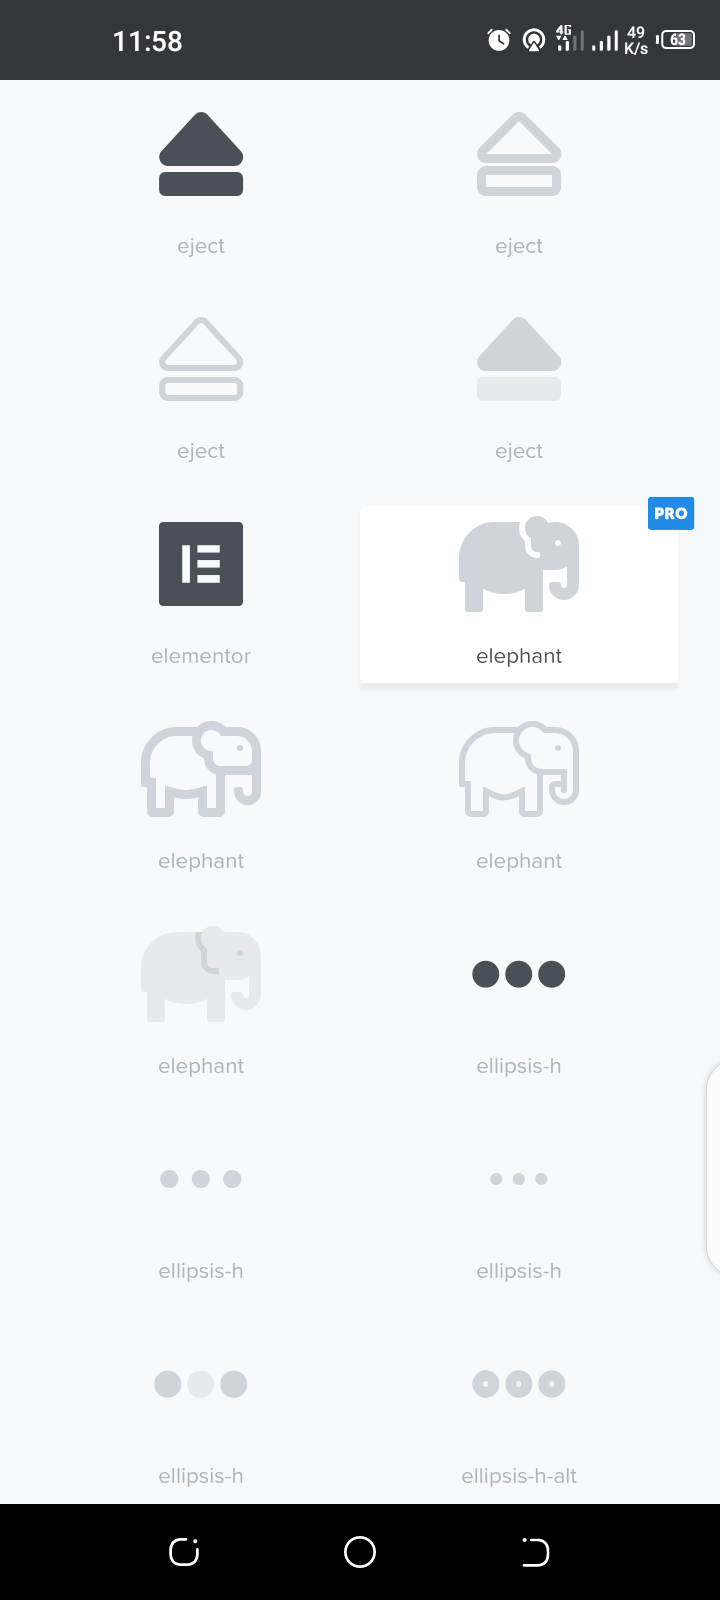 11:58
4G
49
K/s
63
eject
eject
eject
eject
PRO
elementor
elephant
elephant
elephant
elephant
ellipsis-h
ellipsis-h
ellipsis-h
ellipsis-h
ellipsis-h-alt